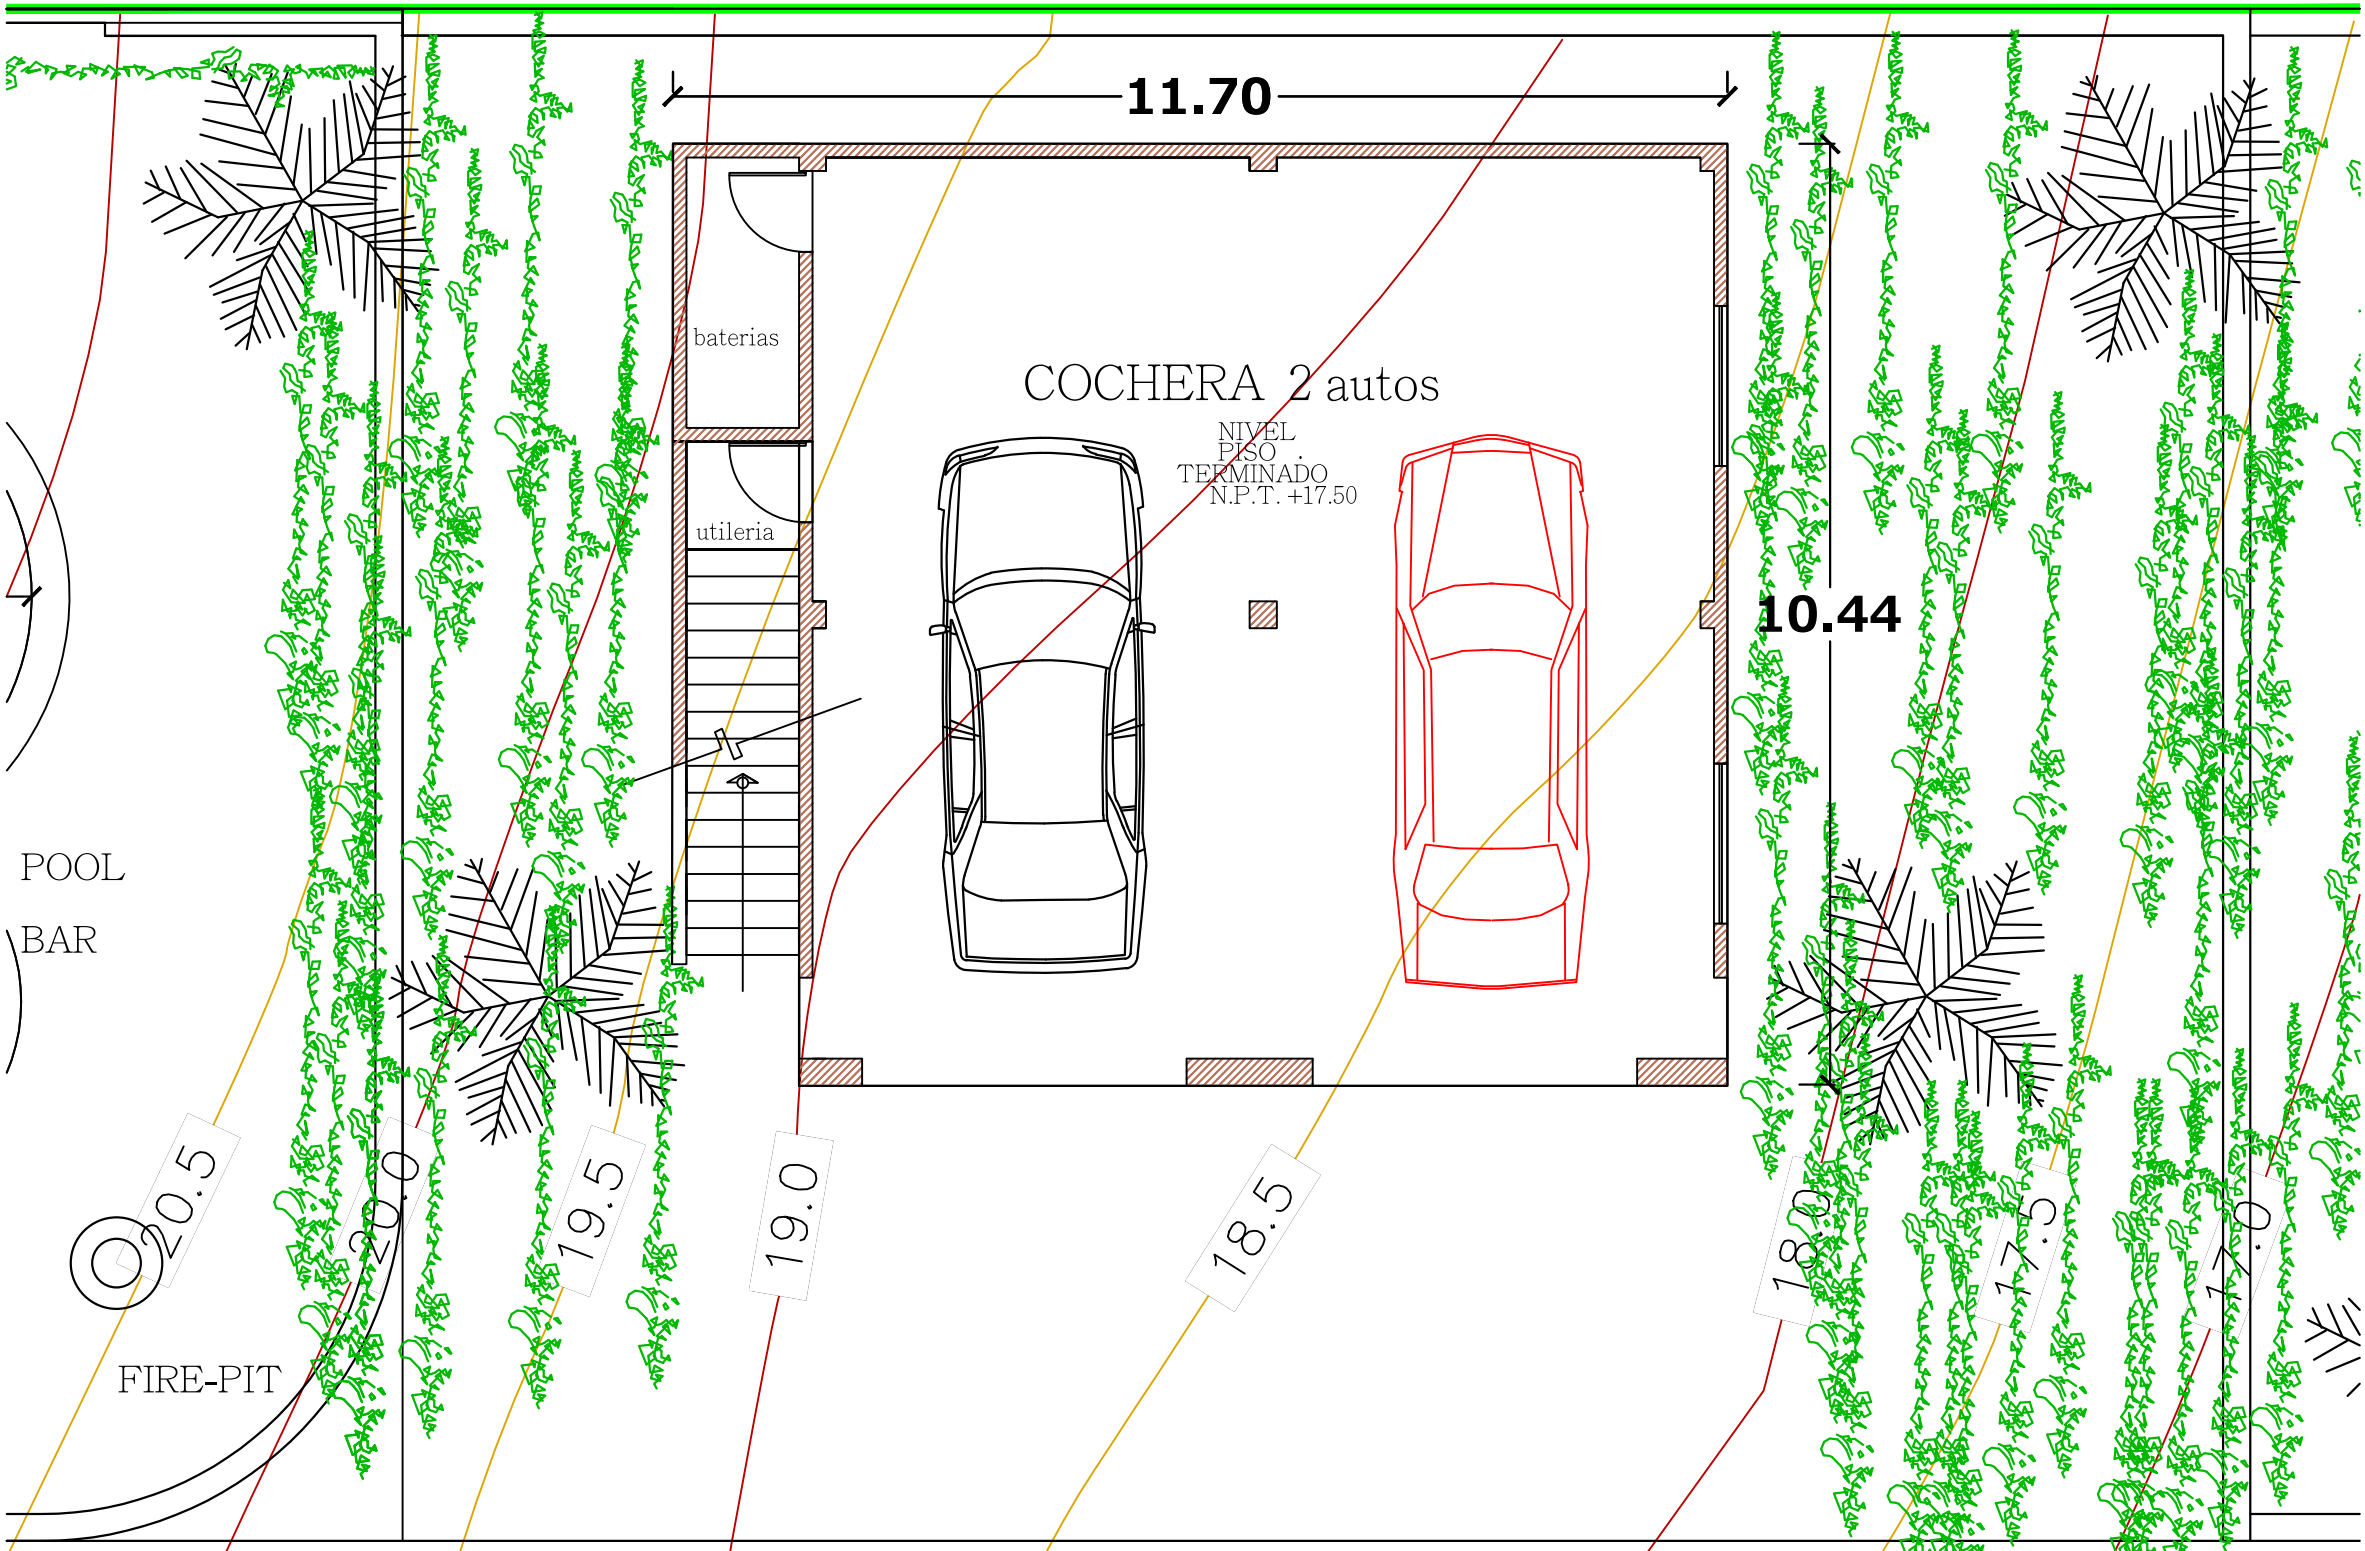 11.70
baterias
COCHERA 2 autos
NIVEL
PISO .
TERMINADO
N.P.T. +17.50
utileria
10.44
POOL
BAR
20.5
20.0
19.5
19.0
18.5
18.0
17.5
17.0
FIRE-PIT